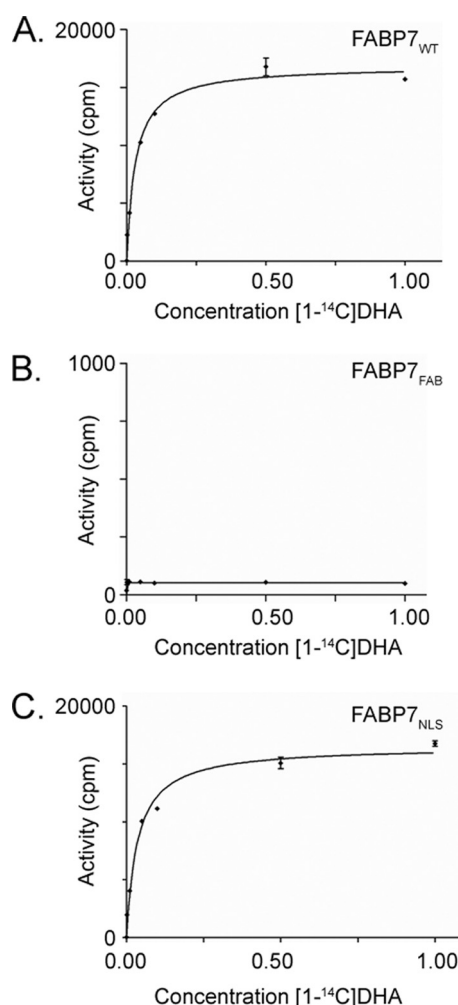 A.
FABP7WT
20000
Activity (cpm)
0
0.00 0.50 1.00
Concentration [1-¹⁴C]DHA
B.
FABP7FAB
1000
Activity (cpm)
0
0.00 0.50 1.00
Concentration [1-¹⁴C]DHA
C.
FABP7NLS
20000
Activity (cpm)
0
0.00 0.50 1.00
Concentration [1-¹⁴C]DHA